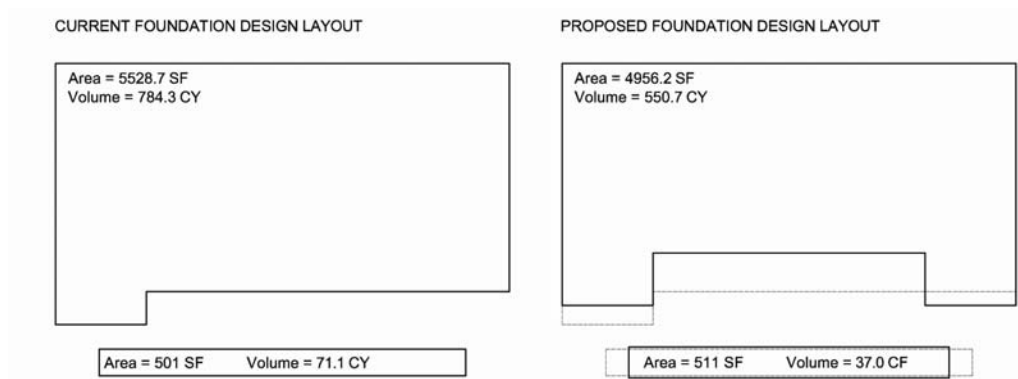 CURRENT FOUNDATION DESIGN LAYOUT
Area = 5528.7 SF
Volume = 784.3 CY
Area = 501 SF Volume = 71.1 CY
PROPOSED FOUNDATION DESIGN LAYOUT
Area = 4956.2 SF
Volume = 550.7 CY
Area = 511 SF Volume = 37.0 CF